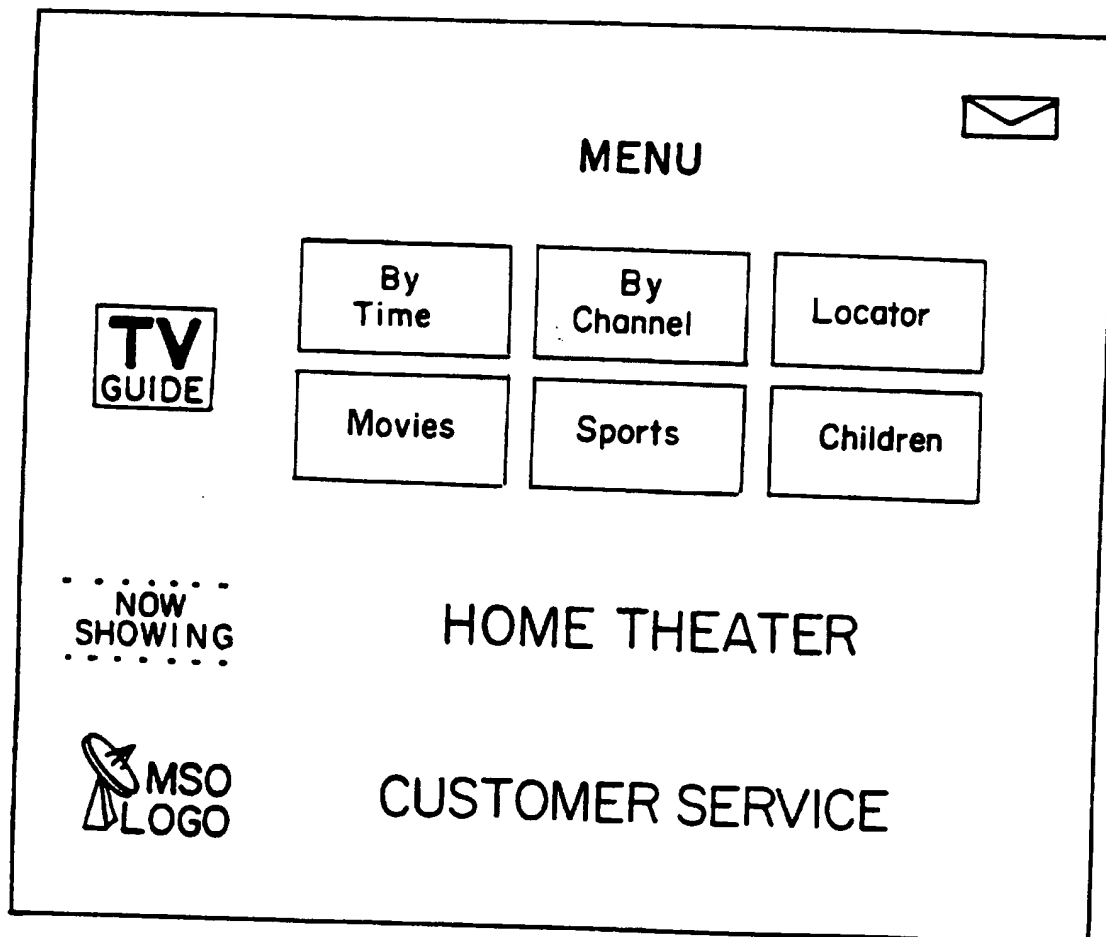 MENU
TV
GUIDE
By
Time
By
Channel
Locator
Movies
Sports
Children
NOW
SHOWING
HOME THEATER
MSO
LOGO
CUSTOMER SERVICE